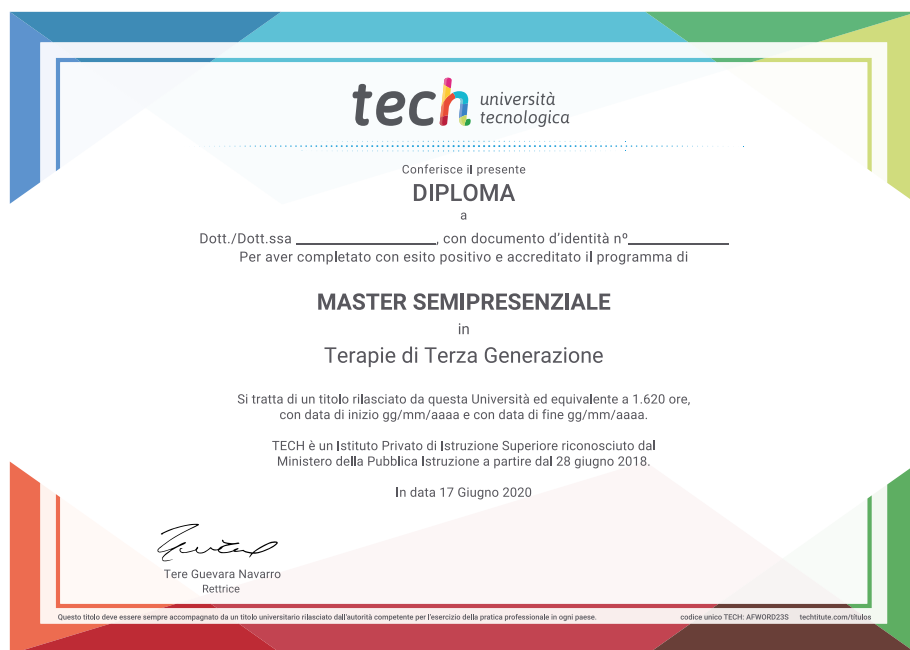 tech università
tecnologica
Conferisce il presente
DIPLOMA
a
Dott./Dott.ssa ________________, con documento d'identità nº____________
Per aver completato con esito positivo e accreditato il programma di
MASTER SEMIPRESENZIALE
in
Terapie di Terza Generazione
Si tratta di un titolo rilasciato da questa Università ed equivalente a 1.620 ore,
con data di inizio gg/mm/aaaa e con data di fine gg/mm/aaaa.
TECH è un Istituto Privato di Istruzione Superiore riconosciuto dal
Ministero della Pubblica Istruzione a partire dal 28 giugno 2018.
In data 17 Giugno 2020
Tere Guevara Navarro
Rettrice
Questo titolo deve essere sempre accompagnato da un titolo universitario rilasciato dall'autorità competente per l'esercizio della pratica professionale in ogni paese. codice unico TECH: AFWORD23S techtitute.com/titulos